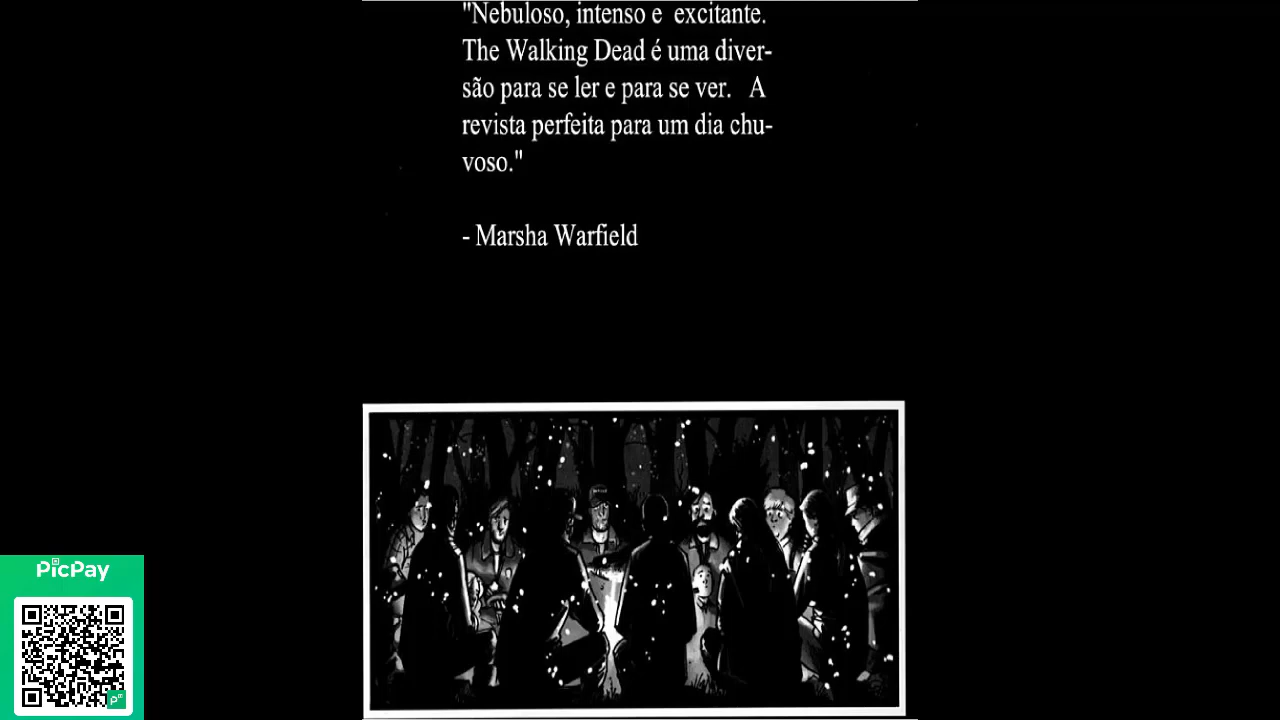 "Nebuloso, intenso e excitante.
The Walking Dead é uma diver-
são para se ler e para se ver. A
revista perfeita para um dia chu-
voso."
- Marsha Warfield
PicPay